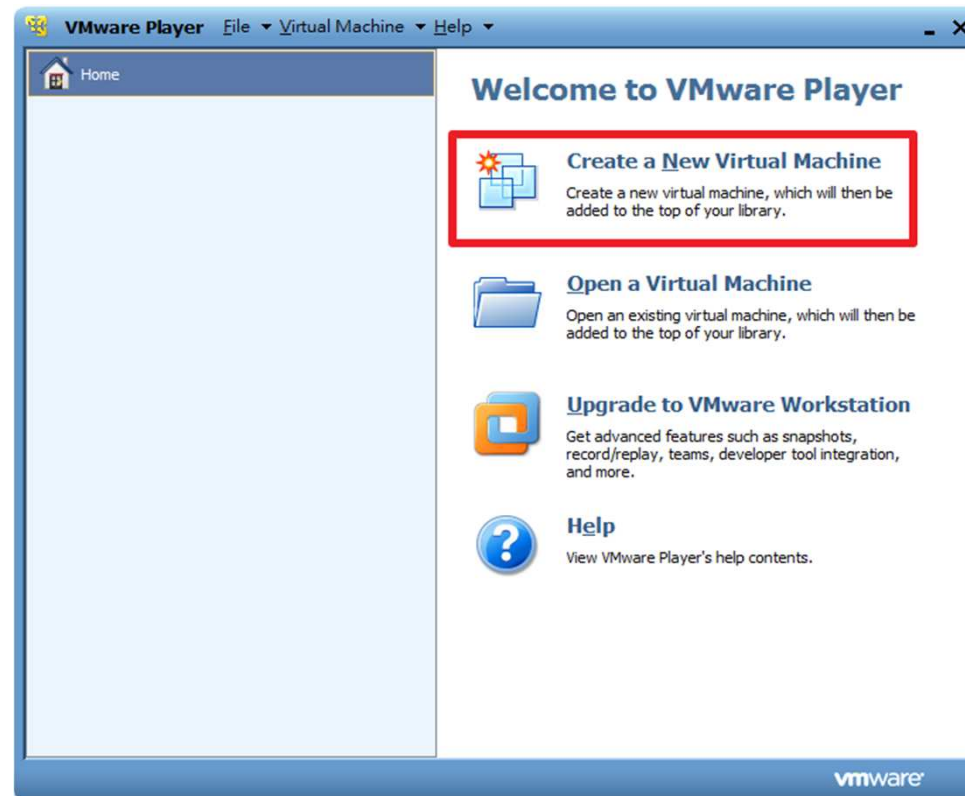 VMware Player File Virtual Machine Help
Home
Welcome to VMware Player
Create a New Virtual Machine
Create a new virtual machine, which will then be
added to the top of your library.
Open a Virtual Machine
Open an existing virtual machine, which will then be
added to the top of your library.
Upgrade to VMware Workstation
Get advanced features such as snapshots,
record/replay, teams, developer tool integration,
and more.
Help
View VMware Player's help contents.
vmware